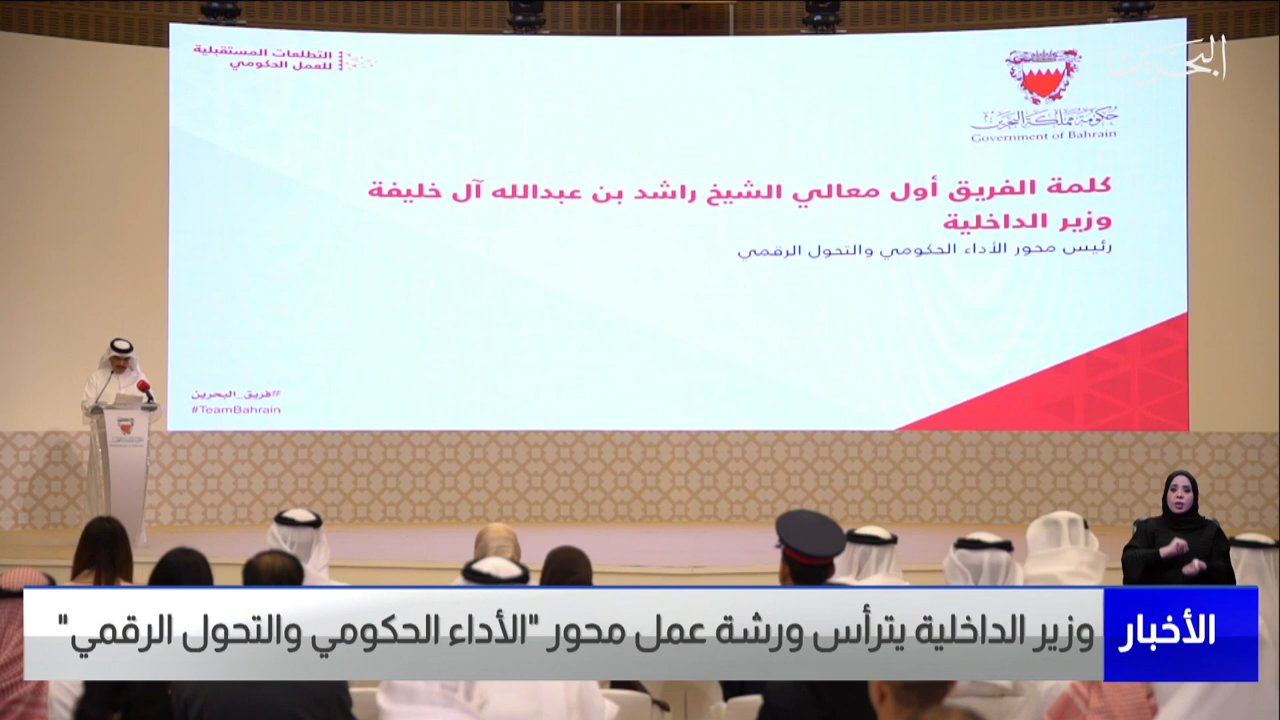 التطلعات المستقبلية
للعمل الحكومي
البحرين
حكومة مملكة البحرين
Government of Bahrain
كلمة الفريق أول معالي الشيخ راشد بن عبدالله آل خليفة
وزير الداخلية
رئيس محور الأداء الحكومي والتحول الرقمي
#فريق_البحرين
#TeamBahrain
الأخبار
وزير الداخلية يترأس ورشة عمل محور "الأداء الحكومي والتحول الرقمي"